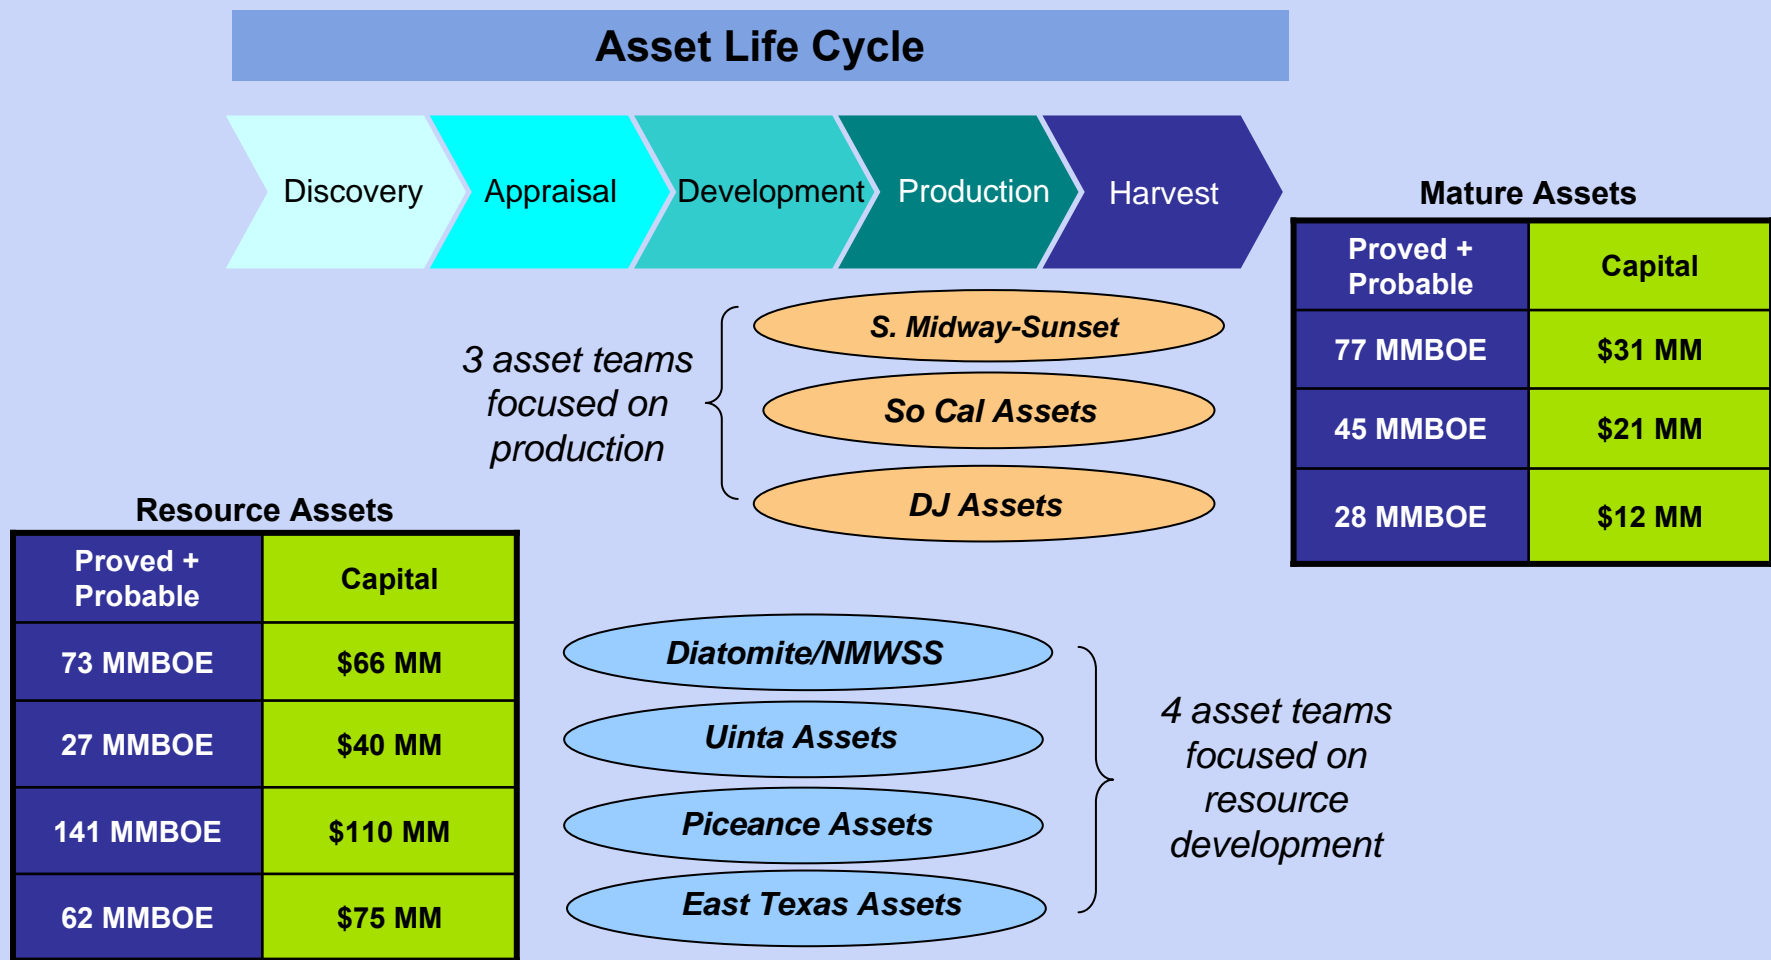 Asset Life Cycle
Discovery
Appraisal
Development
Production
Harvest
Mature Assets
Proved +
Probable
Capital
77 MMBOE
$31 MM
45 MMBOE
$21 MM
28 MMBOE
$12 MM
3 asset teams
focused on
production
S. Midway-Sunset
So Cal Assets
DJ Assets
Resource Assets
Proved +
Probable
Capital
73 MMBOE
$66 MM
27 MMBOE
$40 MM
141 MMBOE
$110 MM
62 MMBOE
$75 MM
Diatomite/NMWSS
Uinta Assets
Piceance Assets
East Texas Assets
4 asset teams
focused on
resource
development